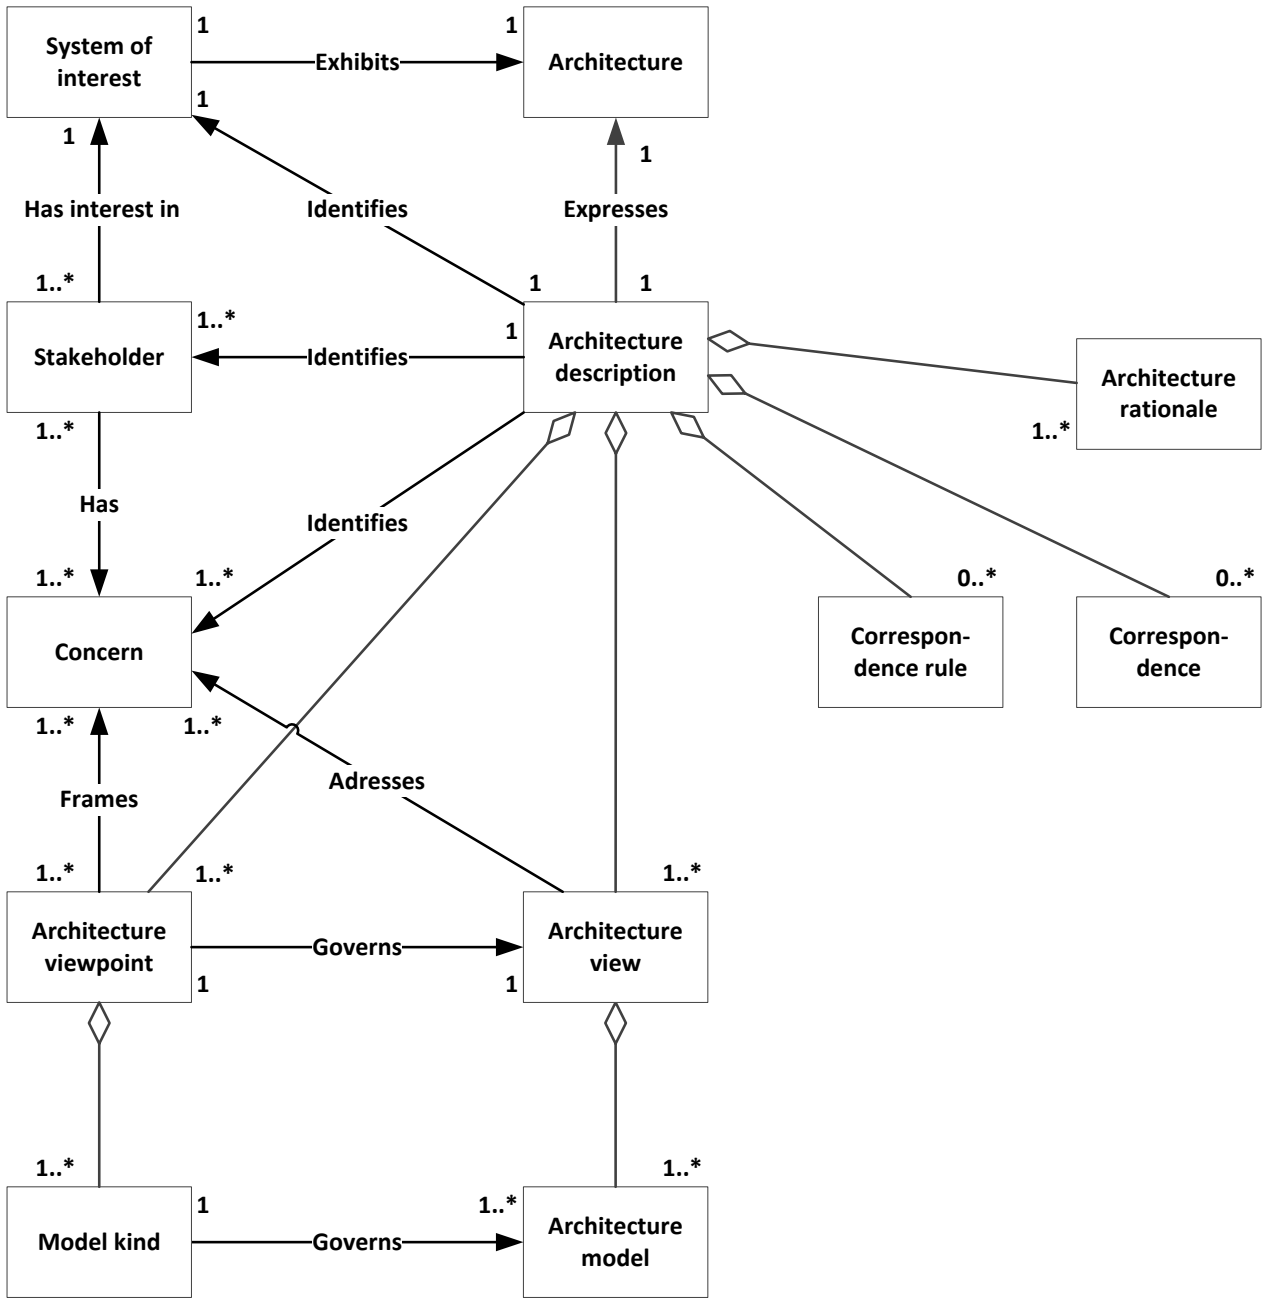 1
1
System of
interest
Exhibits
Architecture
1
1
1
Has interest in
Identifies
Expresses
1..*
1
1
1..*
1
Stakeholder
Identifies
Architecture
description
Architecture
rationale
1..*
1..*
Has
Identifies
1..*
1..*
0..*
0..*
Concern
Correspon-
dence rule
Correspon-
dence
1..*
1..*
Adresses
Frames
1..*
1..*
1..*
Architecture
viewpoint
Governs
Architecture
view
1
1
1..*
1..*
1
1..*
Model kind
Governs
Architecture
model